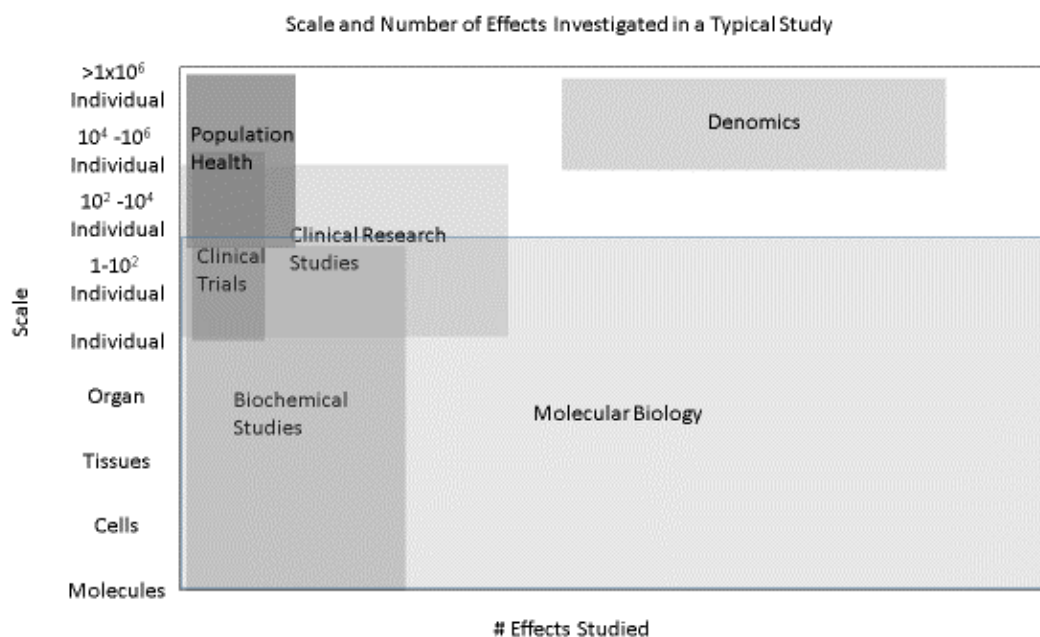 Scale and Number of Effects Investigated in a Typical Study
>1x10⁶
Individual
10⁴ -10⁶
Individual
10² -10⁴
Individual
1-10²
Individual
Individual
Organ
Tissues
Cells
Molecules
Scale
Population
Health
Denomics
Clinical Research
Studies
Clinical
Trials
Biochemical
Studies
Molecular Biology
# Effects Studied